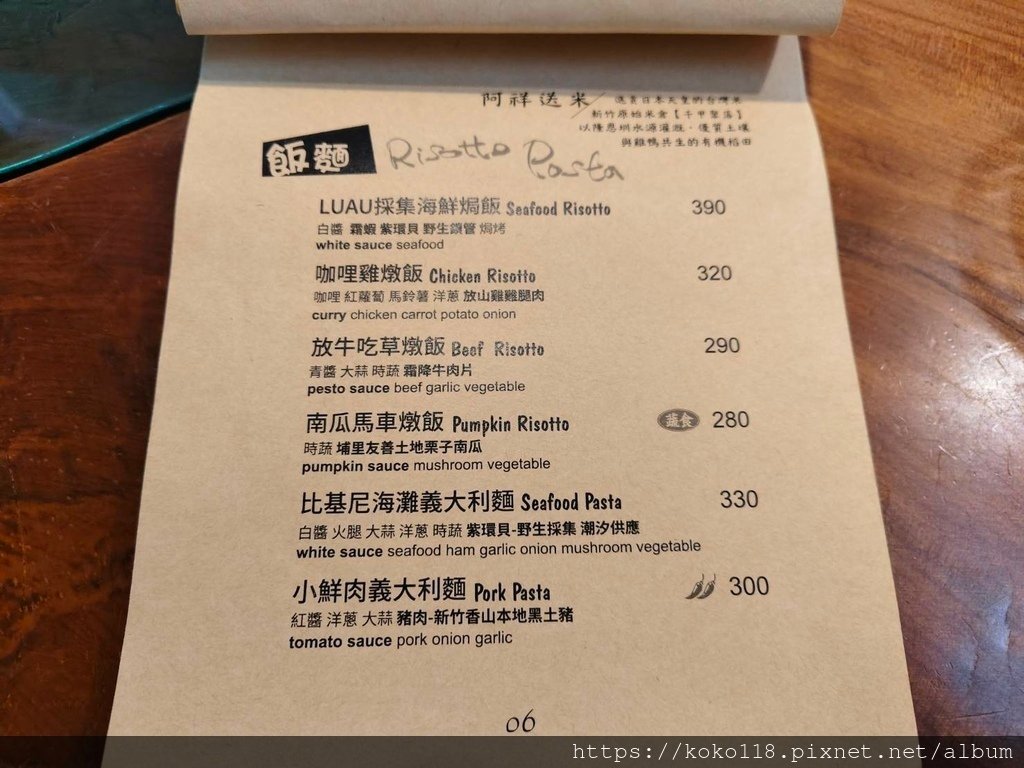 阿祥送米/進貢日本天皇的台灣米
新竹原始米倉【千甲聚落】
以隆恩圳水源灌溉，優質土壤
與雞鴨共生的有機稻田
飯麵 Risotto Pasta
LUAU採集海鮮焗飯 Seafood Risotto 390
白醬 霜蝦 紫環貝 野生鎖管 焗烤
white sauce seafood
咖哩雞燉飯 Chicken Risotto 320
咖哩 紅蘿蔔 馬鈴薯 洋蔥 放山雞雞腿肉
curry chicken carrot potato onion
放牛吃草燉飯 Beef Risotto 290
青醬 大蒜 時蔬 霜降牛肉片
pesto sauce beef garlic vegetable
南瓜馬車燉飯 Pumpkin Risotto 蔬食 280
時蔬 埔里友善土地栗子南瓜
pumpkin sauce mushroom vegetable
比基尼海灘義大利麵 Seafood Pasta 330
白醬 火腿 大蒜 洋蔥 時蔬 紫環貝-野生採集 潮汐供應
white sauce seafood ham garlic onion mushroom vegetable
小鮮肉義大利麵 Pork Pasta 300
紅醬 洋蔥 大蒜 豬肉-新竹香山本地黑土豬
tomato sauce pork onion garlic
06
https://koko118.pixnet.net/album